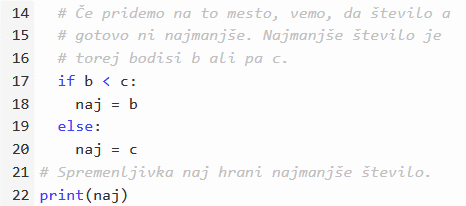 14 # Če pridemo na to mesto, vemo, da število a
15 # gotovo ni najmanjše. Najmanjše število je
16 # torej bodisi b ali pa c.
17 if b < c:
18 naj = b
19 else:
20 naj = c
21 # Spremenljivka naj hrani najmanjše število.
22 print(naj)